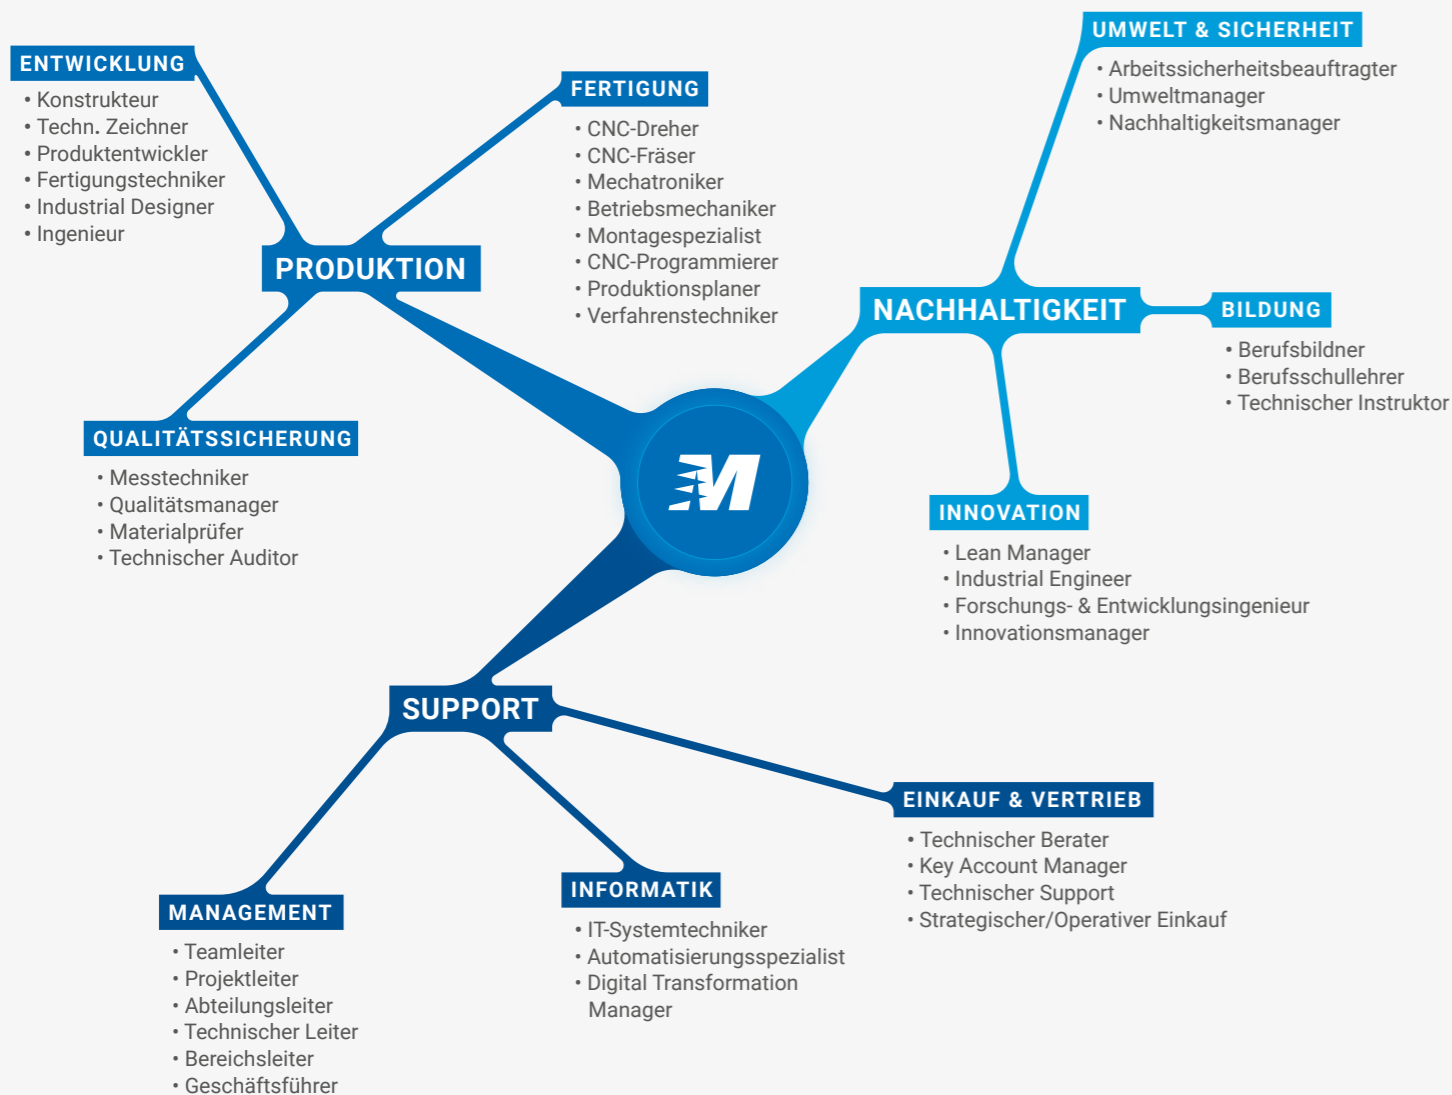 ENTWICKLUNG
• Konstrukteur
• Techn. Zeichner
• Produktentwickler
• Fertigungstechniker
• Industrial Designer
• Ingenieur
FERTIGUNG
• CNC-Dreher
• CNC-Fräser
• Mechatroniker
• Betriebsmechaniker
• Montagespezialist
• CNC-Programmierer
• Produktionsplaner
• Verfahrenstechniker
PRODUKTION
QUALITÄTSSICHERUNG
• Messtechniker
• Qualitätsmanager
• Materialprüfer
• Technischer Auditor
UMWELT & SICHERHEIT
• Arbeitssicherheitsbeauftragter
• Umweltmanager
• Nachhaltigkeitsmanager
NACHHALTIGKEIT
BILDUNG
• Berufsbildner
• Berufsschullehrer
• Technischer Instruktor
M
INNOVATION
• Lean Manager
• Industrial Engineer
• Forschungs- & Entwicklungsingenieur
• Innovationsmanager
SUPPORT
EINKAUF & VERTRIEB
• Technischer Berater
• Key Account Manager
• Technischer Support
• Strategischer/Operativer Einkauf
MANAGEMENT
• Teamleiter
• Projektleiter
• Abteilungsleiter
• Technischer Leiter
• Bereichsleiter
• Geschäftsführer
INFORMATIK
• IT-Systemtechniker
• Automatisierungsspezialist
• Digital Transformation
Manager